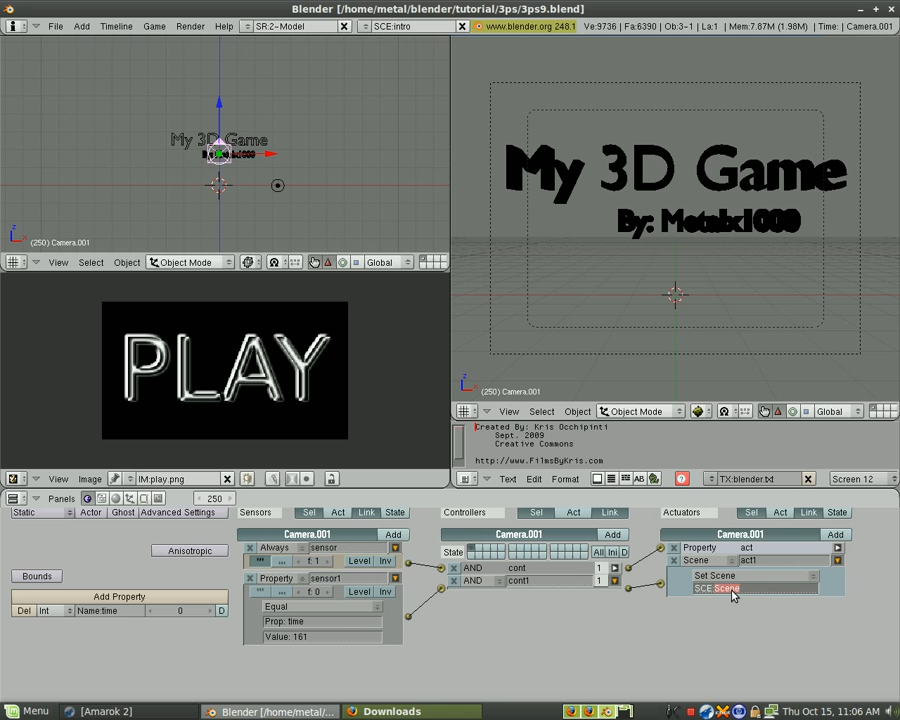 Blender [/home/metal/blender/tutorial/3ps/3ps9.blend]
File Add Timeline Game Render Help SR:2-Model SCE:intro www.blender.org 248.1 Ve:9736 | Fa:6390 | Ob:3-1 | La:1 | Mem:7.87M (1.98M) | Time: | Camera.001
My 3D Game
(250) Camera.001
View Select Object Object Mode Global
PLAY
View Image IM:play.png
My 3D Game
By: Metalx1000
(250) Camera.001
View Select Object Object Mode Global
Created By: Kris Occhipinti
Sept. 2009
Creative Commons
http://www.FilmsByKris.com
Text Edit Format AB TX:blender.txt Screen 12
Panels 250
Static Actor Ghost Advanced Settings
Anisotropic
Bounds
Add Property
Del Int Name:time 0 D
Sensors Sel Act Link State
Camera.001 Add
Always sensor
f: 1 Level Inv
Property sensor1
f: 0 Level Inv
Equal
Prop: time
Value: 161
Controllers Sel Act Link
Camera.001 Add
State All Ini D
AND cont 1
AND cont1 1
Actuators Sel Act Link State
Camera.001 Add
Property act
Scene act1
Set Scene
SCE:Scene
Menu [Amarok 2] Blender [/home/metal/... Downloads Thu Oct 15, 11:06 AM